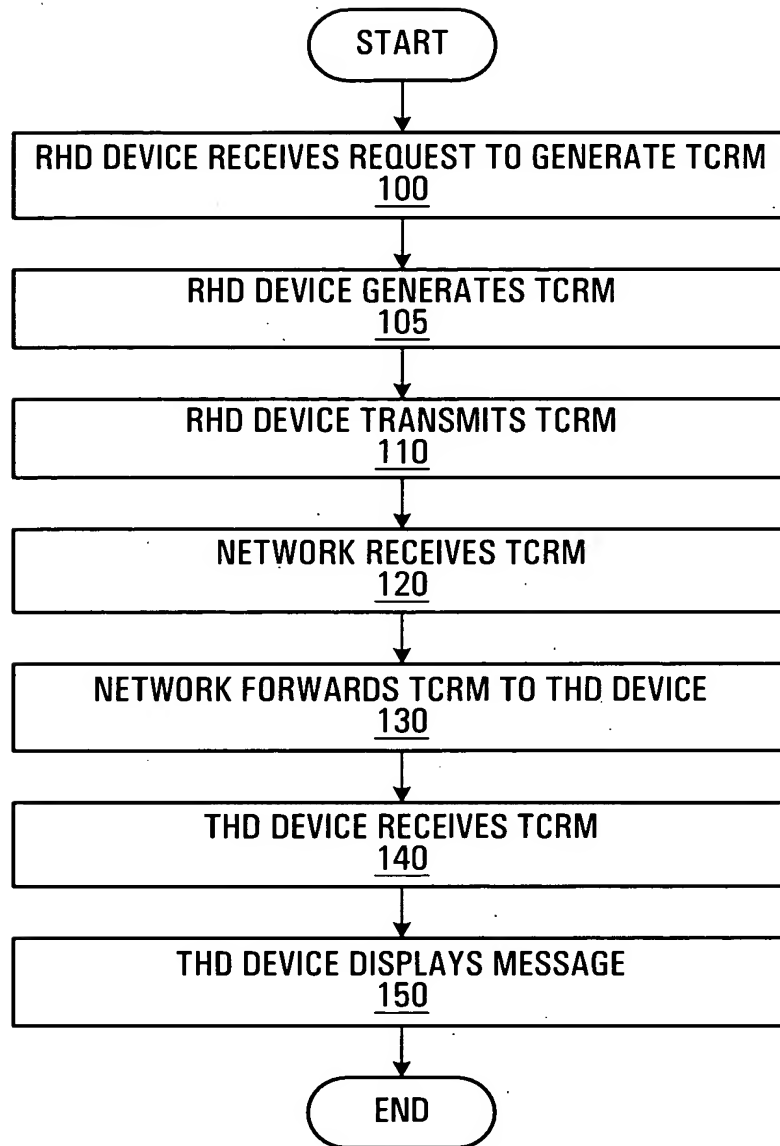 START
RHD DEVICE RECEIVES REQUEST TO GENERATE TCRM
100
RHD DEVICE GENERATES TCRM
105
RHD DEVICE TRANSMITS TCRM
110
NETWORK RECEIVES TCRM
120
NETWORK FORWARDS TCRM TO THD DEVICE
130
THD DEVICE RECEIVES TCRM
140
THD DEVICE DISPLAYS MESSAGE
150
END